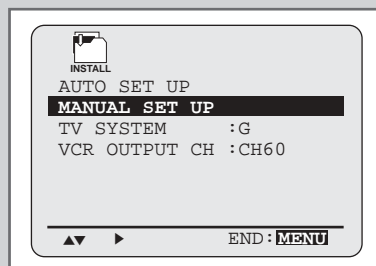 INSTALL
AUTO SET UP
MANUAL SET UP
TV SYSTEM :G
VCR OUTPUT CH :CH60
▲▼ ▶ END:MENU